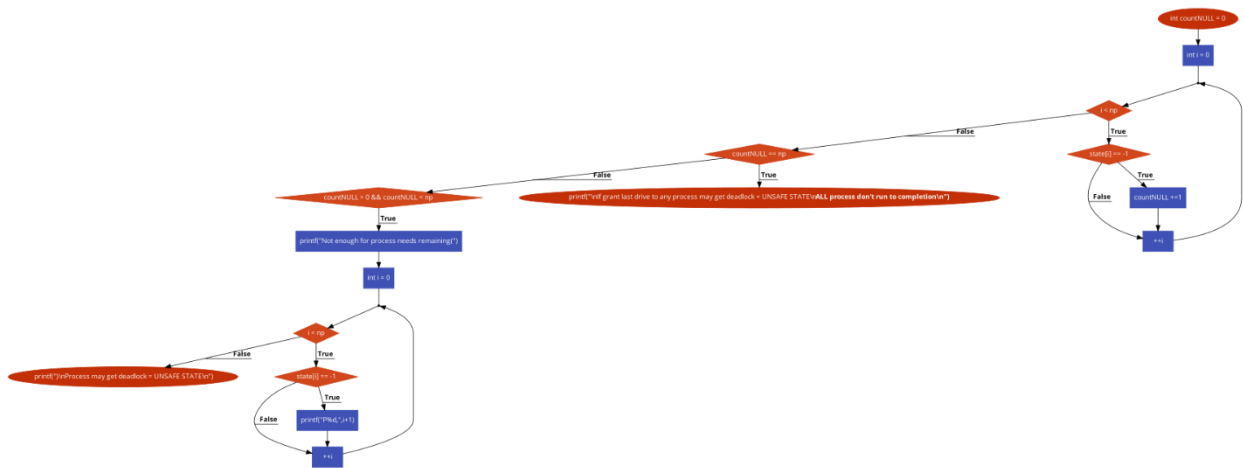 int countNULL = 0
int i = 0
i < np
False
True
countNULL == np
state[i] == -1
False
True
True
countNULL = 0 && countNULL < np
printf("\nIf grant last drive to any process may get deadlock = UNSAFE STATE\nALL process don't run to completion\n")
False
countNULL +=1
True
printf("Not enough for process needs remaining(")
++i
int i = 0
i < np
False
True
printf(")\nProcess may get deadlock = UNSAFE STATE\n")
state[i] == -1
True
False
printf("P%d,",i+1)
++i